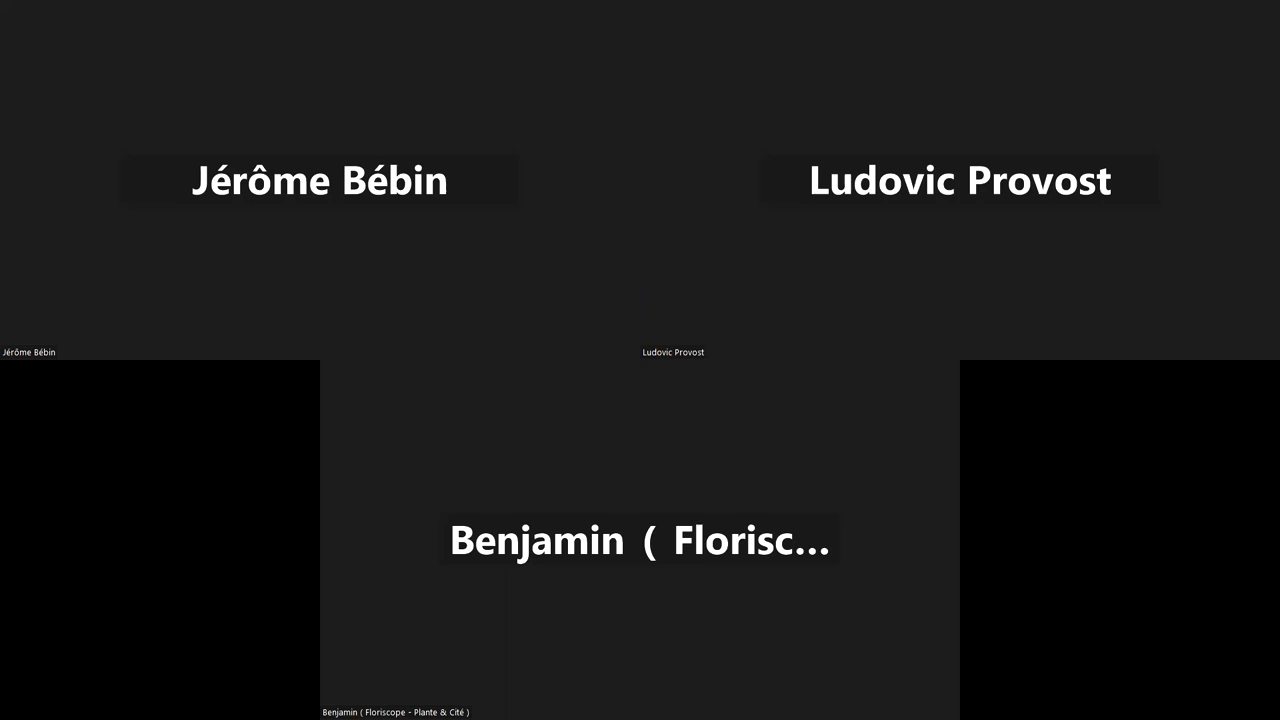 Jérôme Bébin
Ludovic Provost
Jérôme Bébin
Ludovic Provost
Benjamin ( Florisc...
Benjamin ( Floriscope - Plante & Cité )